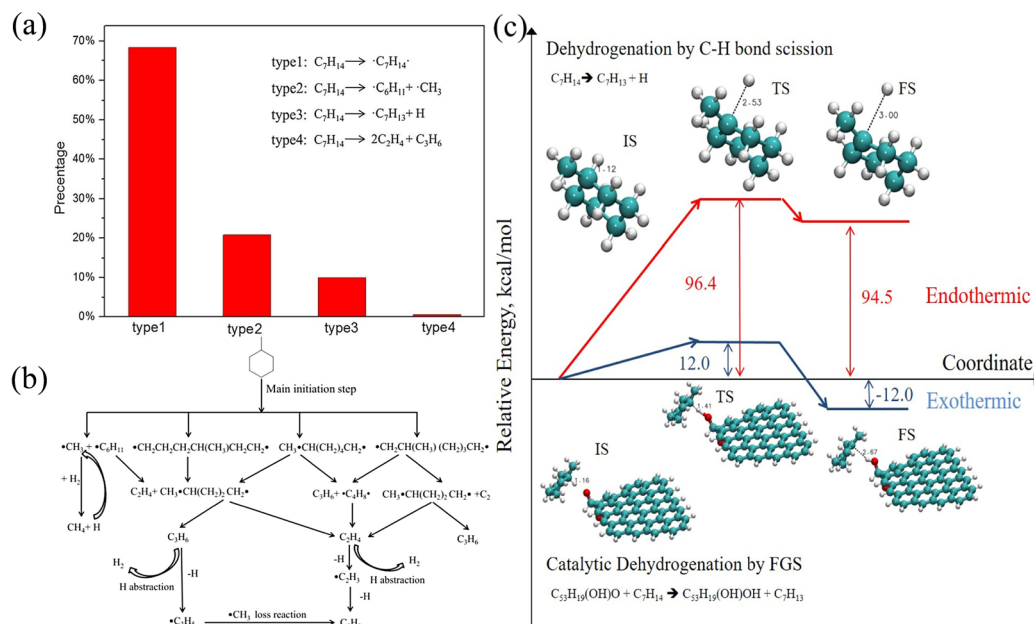 (a)
Precentage
70%
60%
50%
40%
30%
20%
10%
0%
type1: C₇H₁₄→ ·C₇H₁₄·
type2: C₇H₁₄→ ·C₆H₁₁+ ·CH₃
type3: C₇H₁₄→ ·C₇H₁₃+ H
type4: C₇H₁₄→ 2C₂H₄ + C₃H₆
type1 type2 type3 type4
(b)
Main initiation step
•CH₃ + •C₆H₁₁ •CH₂CH₂CH₂CH(CH₃)CH₂CH₂• CH₃•CH(CH₂)₄CH₂• •CH₂CH(CH₃) (CH₂)₃CH₂•
+ H₂
C₂H₄+ CH₃•CH(CH₂)₂ CH₂• C₃H₆ + •C₄H₈• CH₃•CH(CH₂)₂CH₂• +C₂
CH₄+ H
C₃H₆ C₂H₄ C₃H₆
H₂ -H H₂
H abstraction -H •C₂H₃ H abstraction
-H
•CH₃ loss reaction
(c)
Relative Energy, kcal/mol
Dehydrogenation by C-H bond scission
C₇H₁₄➔ C₇H₁₃ + H
TS FS
2.53 3.00
IS
1.12
96.4 94.5
Endothermic
12.0
Coordinate
-12.0
Exothermic
TS
1.41
IS FS
1.16 2.67
Catalytic Dehydrogenation by FGS
C₅₃H₁₉(OH)O + C₇H₁₄ ➔ C₅₃H₁₉(OH)OH + C₇H₁₃